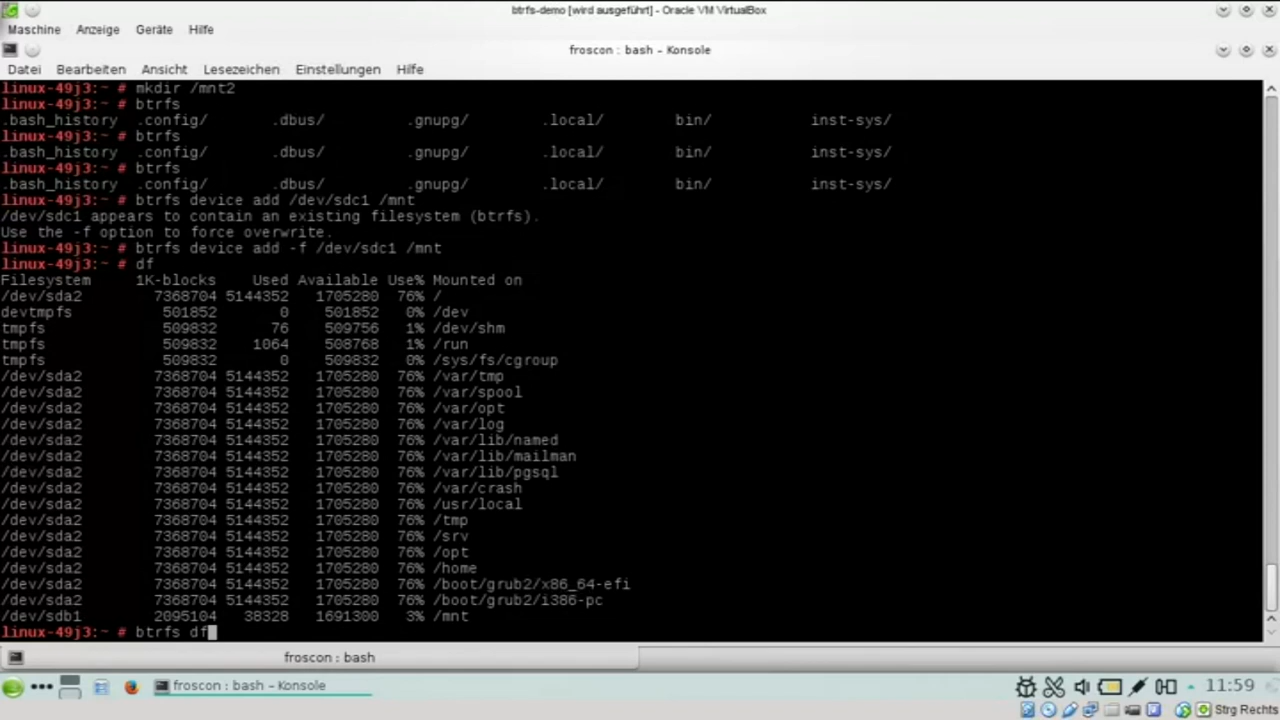 btrfs-demo [wird ausgeführt] - Oracle VM VirtualBox
Maschine Anzeige Geräte Hilfe
froscon : bash - Konsole
Datei Bearbeiten Ansicht Lesezeichen Einstellungen Hilfe
linux-49j3:~ # mkdir /mnt2
linux-49j3:~ # btrfs
.bash_history .config/ .dbus/ .gnupg/ .local/ bin/ inst-sys/
linux-49j3:~ # btrfs
.bash_history .config/ .dbus/ .gnupg/ .local/ bin/ inst-sys/
linux-49j3:~ # btrfs
.bash_history .config/ .dbus/ .gnupg/ .local/ bin/ inst-sys/
linux-49j3:~ # btrfs device add /dev/sdc1 /mnt
/dev/sdc1 appears to contain an existing filesystem (btrfs).
Use the -f option to force overwrite.
linux-49j3:~ # btrfs device add -f /dev/sdc1 /mnt
linux-49j3:~ # df
Filesystem 1K-blocks Used Available Use% Mounted on
/dev/sda2 7368704 5144352 1705280 76% /
devtmpfs 501852 0 501852 0% /dev
tmpfs 509832 76 509756 1% /dev/shm
tmpfs 509832 1064 508768 1% /run
tmpfs 509832 0 509832 0% /sys/fs/cgroup
/dev/sda2 7368704 5144352 1705280 76% /var/tmp
/dev/sda2 7368704 5144352 1705280 76% /var/spool
/dev/sda2 7368704 5144352 1705280 76% /var/opt
/dev/sda2 7368704 5144352 1705280 76% /var/log
/dev/sda2 7368704 5144352 1705280 76% /var/lib/named
/dev/sda2 7368704 5144352 1705280 76% /var/lib/mailman
/dev/sda2 7368704 5144352 1705280 76% /var/lib/pgsql
/dev/sda2 7368704 5144352 1705280 76% /var/crash
/dev/sda2 7368704 5144352 1705280 76% /usr/local
/dev/sda2 7368704 5144352 1705280 76% /tmp
/dev/sda2 7368704 5144352 1705280 76% /srv
/dev/sda2 7368704 5144352 1705280 76% /opt
/dev/sda2 7368704 5144352 1705280 76% /home
/dev/sda2 7368704 5144352 1705280 76% /boot/grub2/x86_64-efi
/dev/sda2 7368704 5144352 1705280 76% /boot/grub2/i386-pc
/dev/sdb1 2095104 38328 1691300 3% /mnt
linux-49j3:~ # btrfs df
froscon : bash
froscon : bash - Konsole
11:59
Strg Rechts